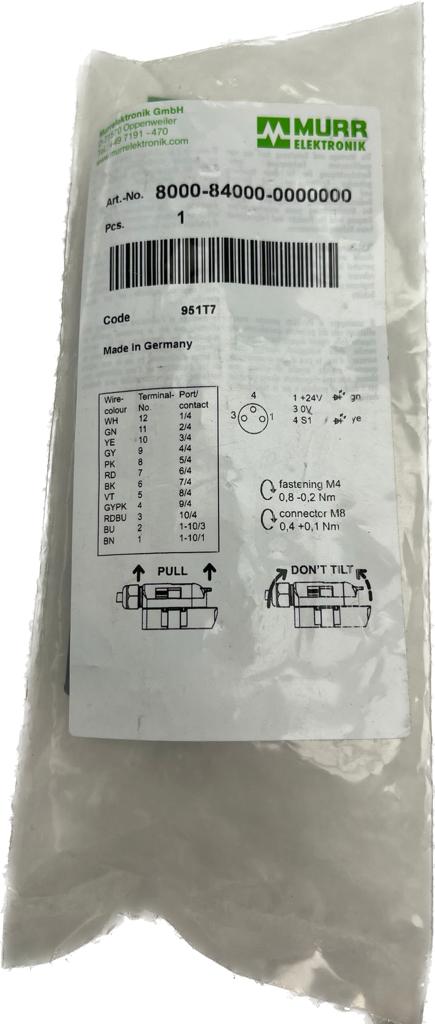 Murrelektronik GmbH
D-71570 Oppenweiler
Tel. +49 7191 - 470
www.murrelektronik.com
MURR
ELEKTRONIK
Art.-No. 8000-84000-0000000
Pcs. 1
Code 951T7
Made in Germany
Wire-colour Terminal-No. Port/contact
WH 12 1/4
GN 11 2/4
YE 10 3/4
GY 9 4/4
PK 8 5/4
RD 7 6/4
BK 6 7/4
VT 5 8/4
GYPK 4 9/4
RDBU 3 10/4
BU 2 1-10/3
BN 1 1-10/1
4
3 1
1 +24V gn
3 0V
4 S1 ye
fastening M4
0,8 -0,2 Nm
connector M8
0,4 +0,1 Nm
PULL
DON'T TILT